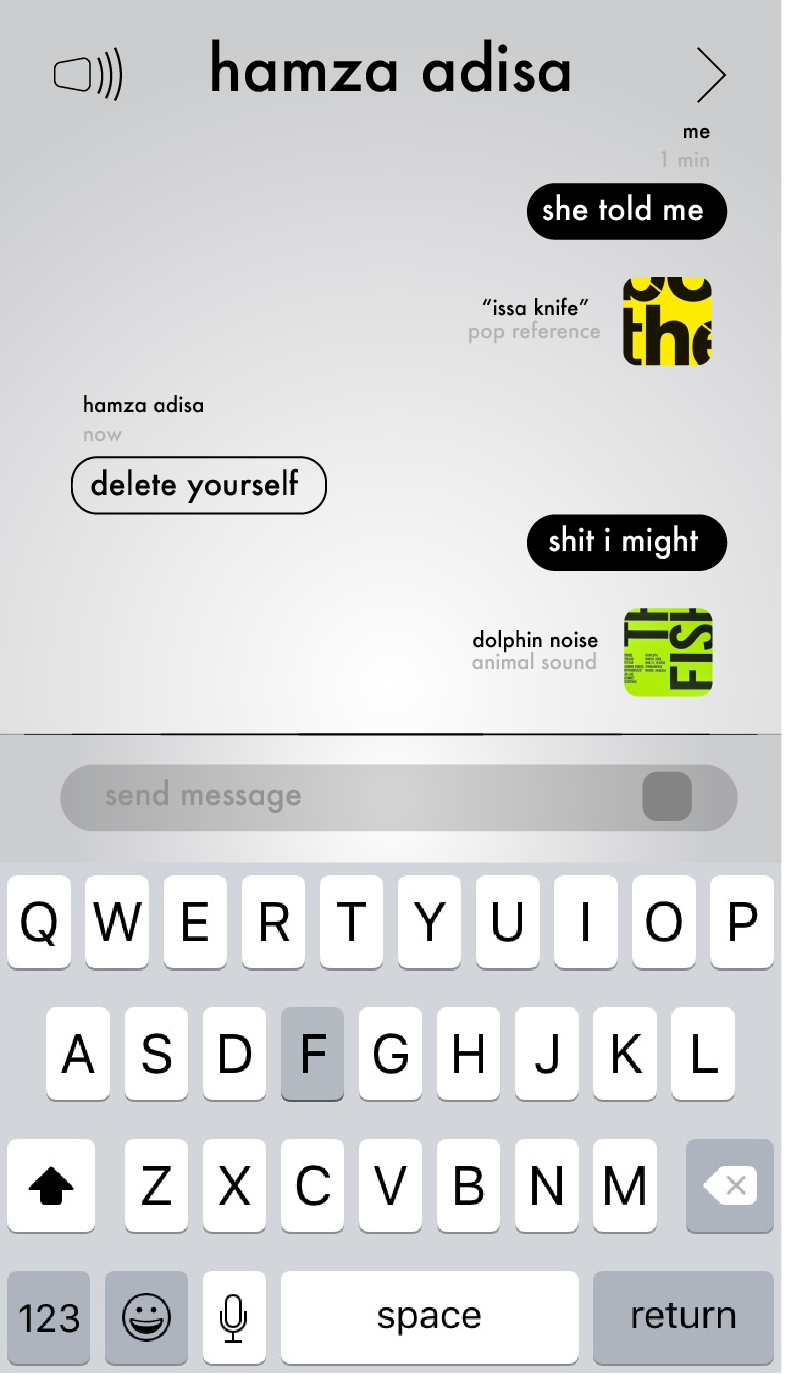 hamza adisa
me
1 min
she told me
“issa knife”
pop reference
the
hamza adisa
now
delete yourself
shit i might
dolphin noise
animal sound
FISH
send message
Q W E R T Y U I O P
A S D F G H J K L
Z X C V B N M
123 space return